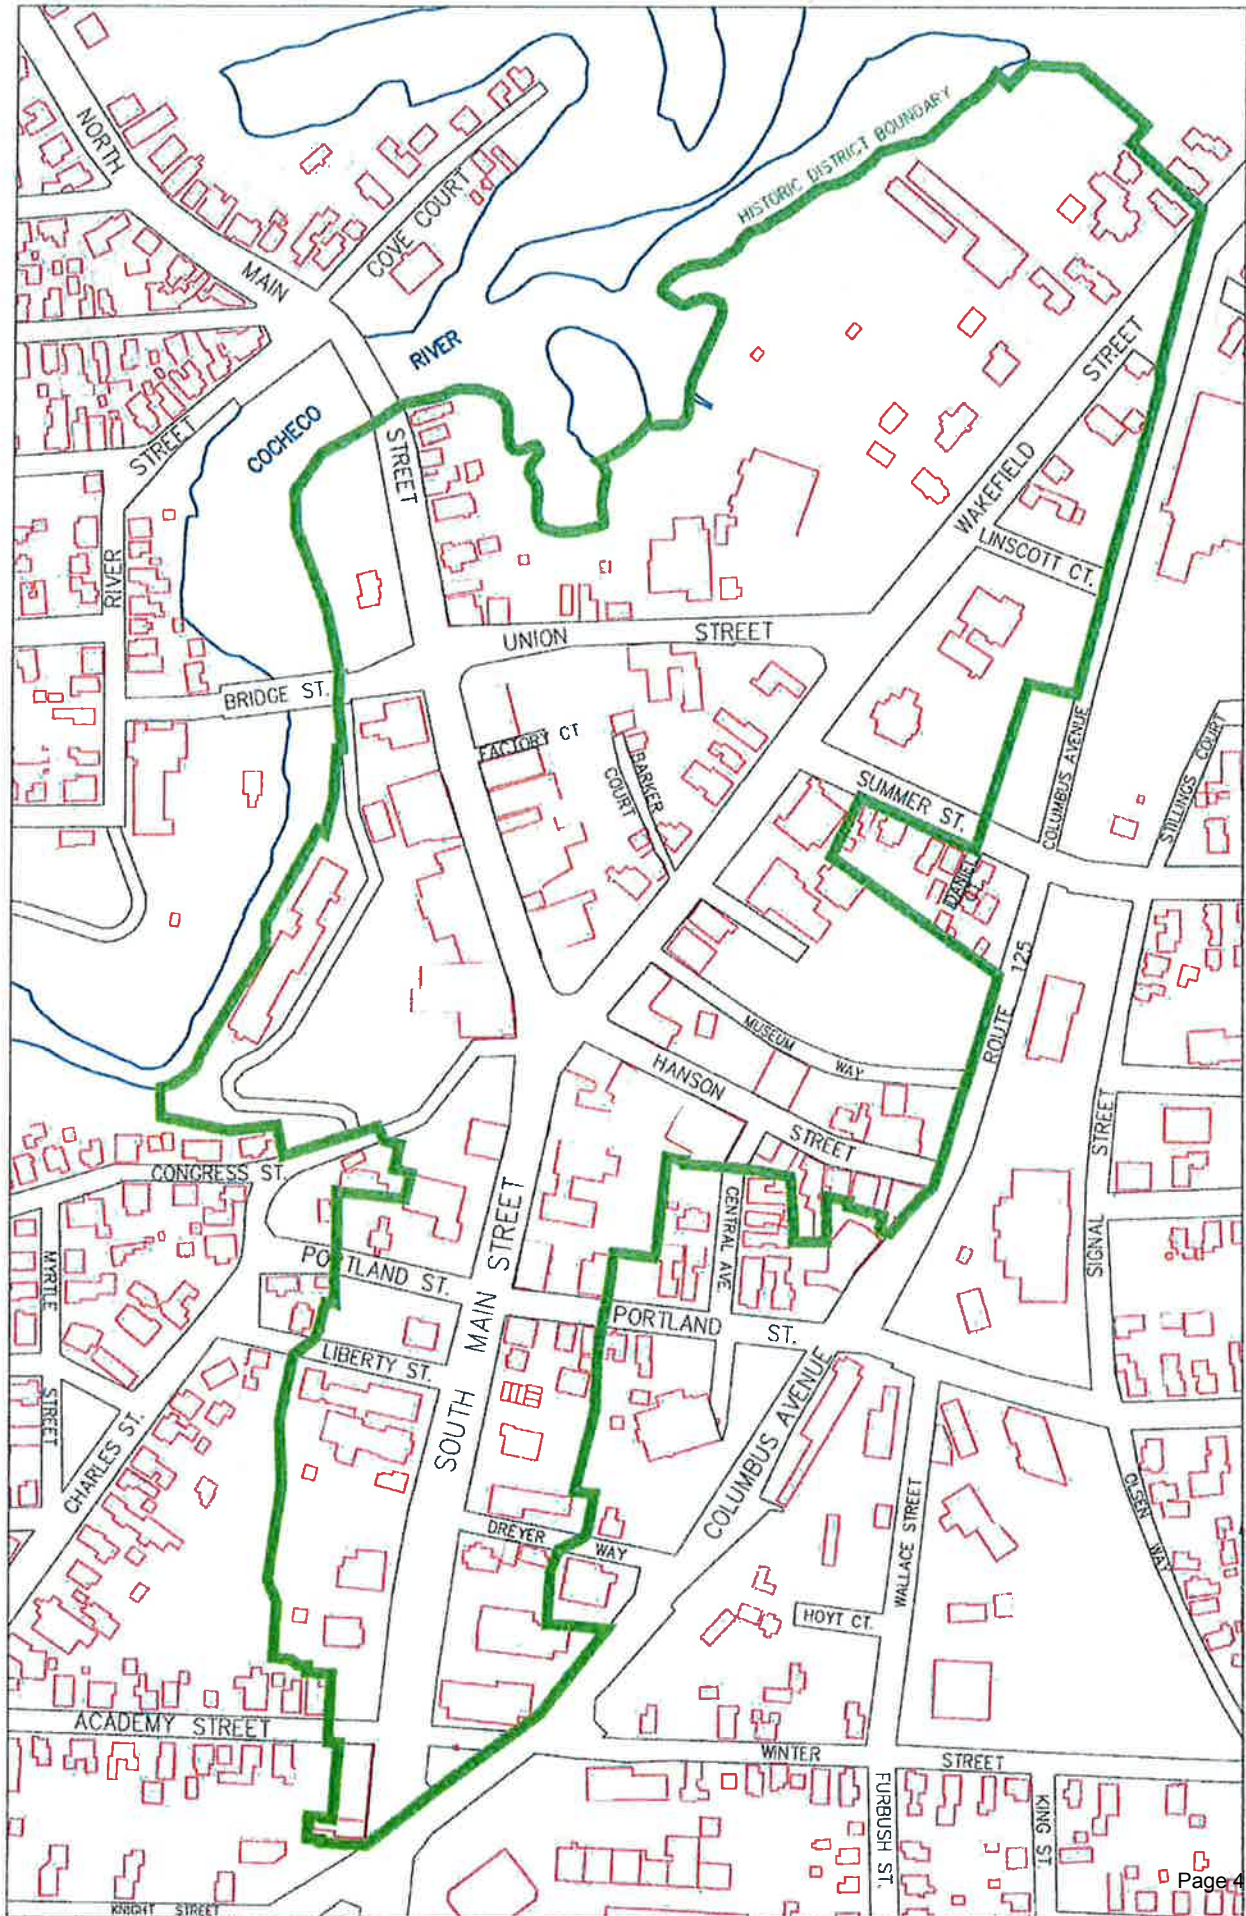 NORTH
MAIN
STREET
COVE COURT
HISTORIC DISTRICT BOUNDARY
RIVER
COCHECO
STREET
RIVER
WAKEFIELD
STREET
LINSCOTT CT.
UNION
STREET
BRIDGE ST.
FACTORY CT
BARKER
COURT
SUMMER ST.
COLUMBUS AVENUE
STILLINGS COURT
DANIEL
CT.
ROUTE 125
MUSEUM
WAY
HANSON
STREET
CONGRESS ST.
CENTRAL AVE
SIGNAL
STREET
MYRTLE
STREET
PORTLAND ST.
SOUTH MAIN STREET
PORTLAND ST.
LIBERTY ST.
CHARLES ST.
COLUMBUS AVENUE
WALLACE STREET
OLSEN
WAY
DREYER
WAY
HOYT CT.
ACADEMY STREET
WINTER
STREET
FURBUSH ST.
KING ST.
KNIGHT STREET
Page 4